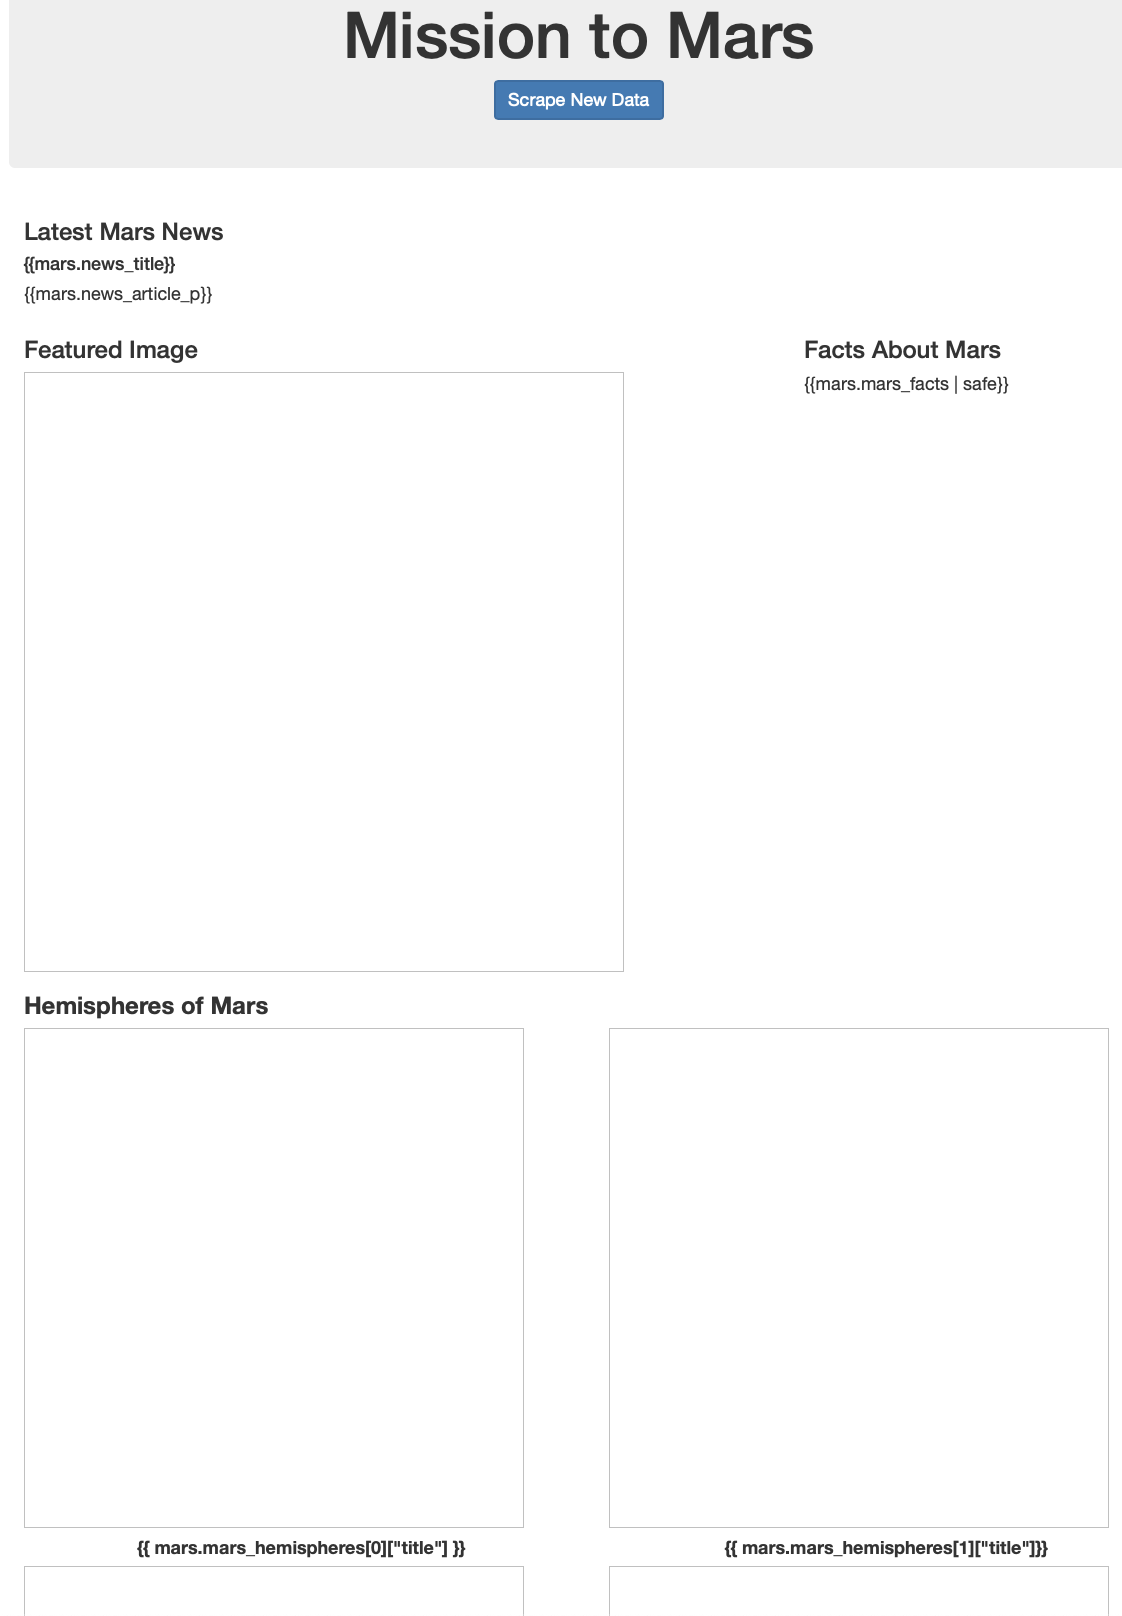 Mission to Mars
Scrape New Data
Latest Mars News
{{mars.news_title}}
{{mars.news_article_p}}
Featured Image
Facts About Mars
{{mars.mars_facts | safe}}
Hemispheres of Mars
{{ mars.mars_hemispheres[0]["title"] }}
{{ mars.mars_hemispheres[1]["title"]}}